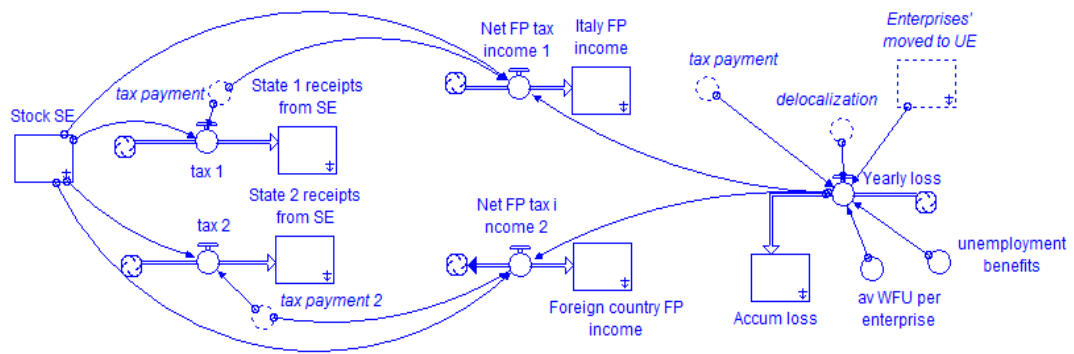 Net FP tax
income 1
Italy FP
income
Enterprises'
moved to UE
tax payment
State 1 receipts
from SE
tax payment
delocalization
Stock SE
tax 1
State 2 receipts
from SE
Yearly loss
tax 2
Net FP tax i
ncome 2
unemployment
benefits
tax payment 2
Foreign country FP
income
Accum loss
av WFU per
enterprise